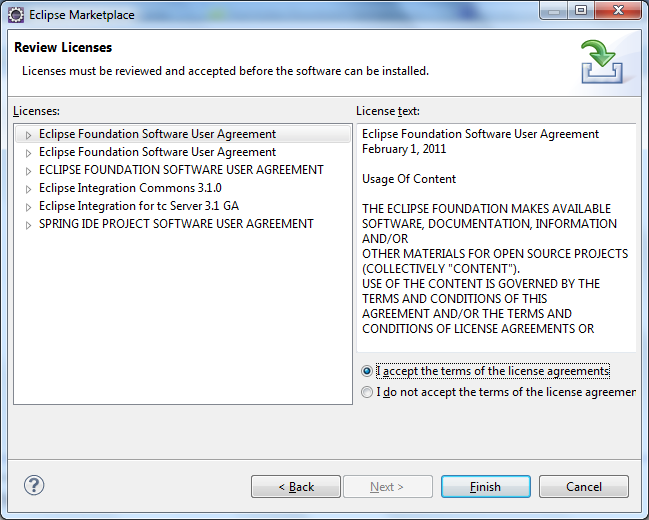 Eclipse Marketplace
Review Licenses
Licenses must be reviewed and accepted before the software can be installed.
Licenses:
Eclipse Foundation Software User Agreement
Eclipse Foundation Software User Agreement
ECLIPSE FOUNDATION SOFTWARE USER AGREEMENT
Eclipse Integration Commons 3.1.0
Eclipse Integration for tc Server 3.1 GA
SPRING IDE PROJECT SOFTWARE USER AGREEMENT
License text:
Eclipse Foundation Software User Agreement
February 1, 2011
Usage Of Content
THE ECLIPSE FOUNDATION MAKES AVAILABLE
SOFTWARE, DOCUMENTATION, INFORMATION
AND/OR
OTHER MATERIALS FOR OPEN SOURCE PROJECTS
(COLLECTIVELY "CONTENT").
USE OF THE CONTENT IS GOVERNED BY THE
TERMS AND CONDITIONS OF THIS
AGREEMENT AND/OR THE TERMS AND
CONDITIONS OF LICENSE AGREEMENTS OR
I accept the terms of the license agreements
I do not accept the terms of the license agreemer
?
< Back
Next >
Finish
Cancel